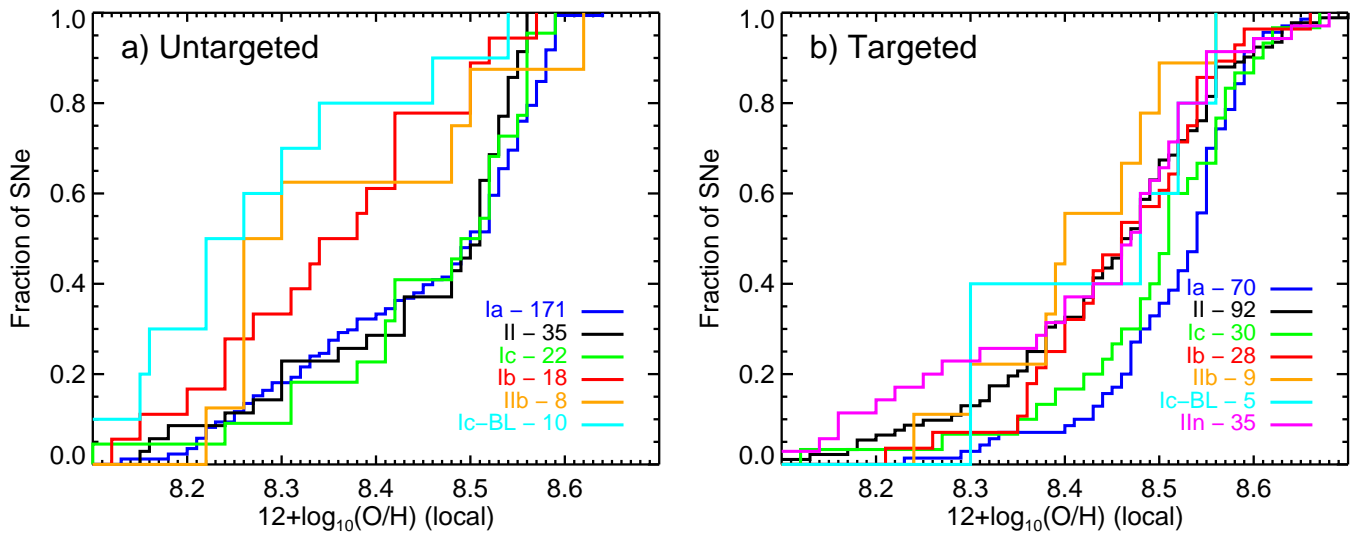 a) Untargeted
Fraction of SNe
1.0
0.8
0.6
0.4
0.2
0.0
Ia – 171
II – 35
Ic – 22
Ib – 18
IIb – 8
Ic–BL – 10
8.2 8.3 8.4 8.5 8.6
12+log₁₀(O/H) (local)
b) Targeted
Fraction of SNe
1.0
0.8
0.6
0.4
0.2
0.0
Ia – 70
II – 92
Ic – 30
Ib – 28
IIb – 9
Ic–BL – 5
IIn – 35
8.2 8.3 8.4 8.5 8.6
12+log₁₀(O/H) (local)